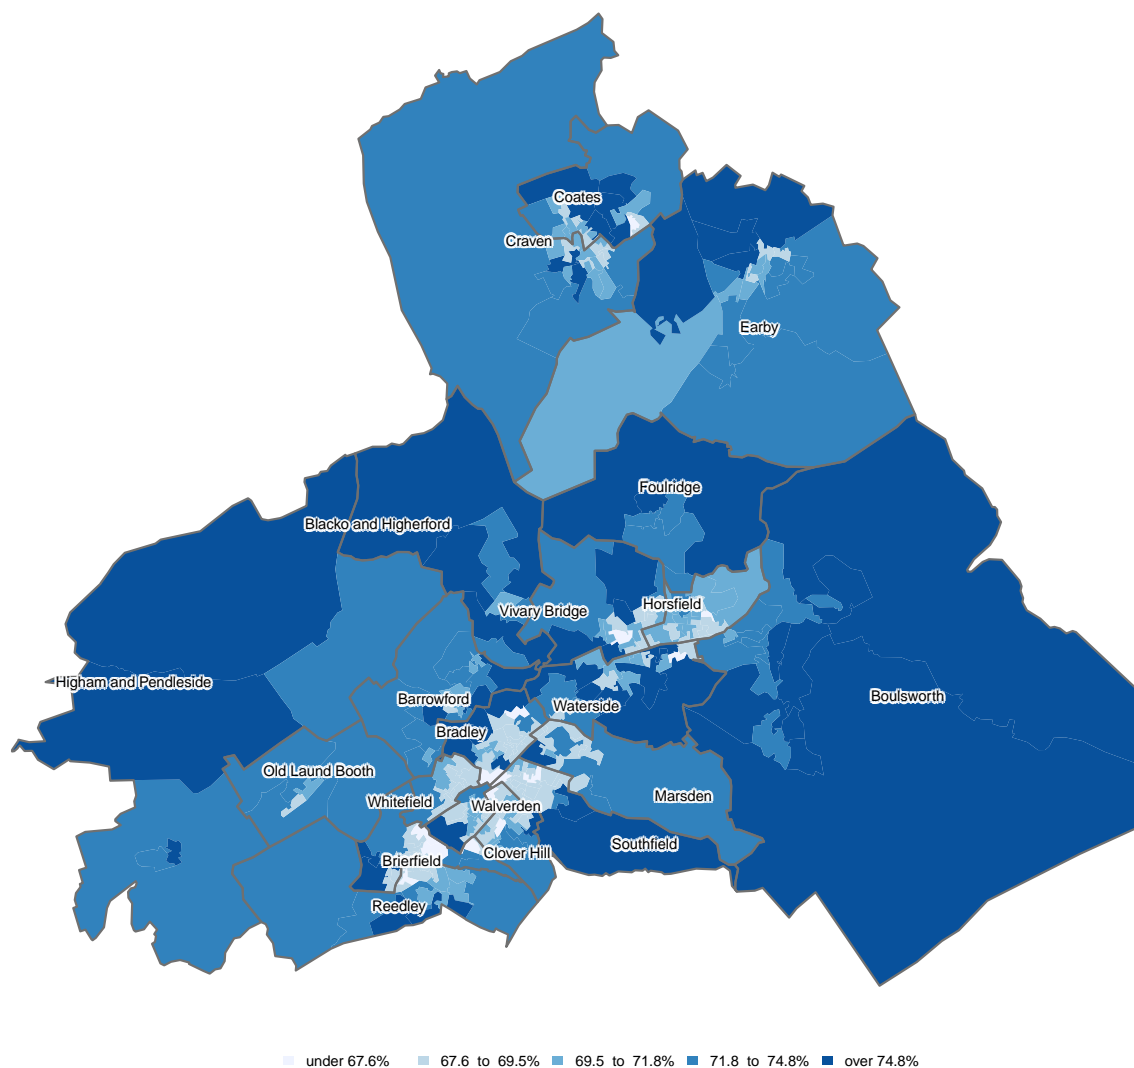 Coates
Craven
Earby
Foulridge
Blacko and Higherford
Horsfield
Vivary Bridge
Higham and Pendleside
Boulsworth
Barrowford
Waterside
Bradley
Old Laund Booth
Whitefield
Marsden
Walverden
Southfield
Clover Hill
Brierfield
Reedley
under 67.6% 67.6 to 69.5% 69.5 to 71.8% 71.8 to 74.8% over 74.8%